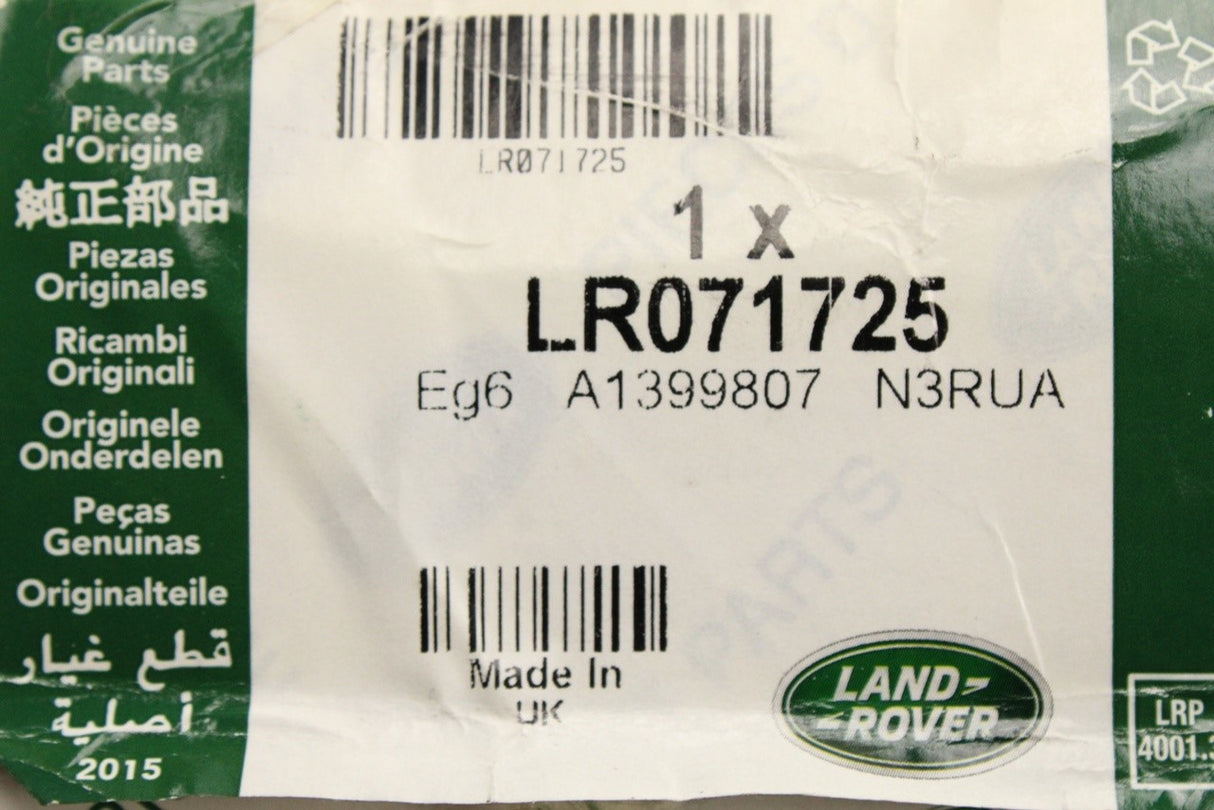 Genuine
Parts
Pièces
d'Origine
純正部品
Piezas
Originales
Ricambi
Originali
Originele
Onderdelen
Peças
Genuinas
Originalteile
قطع غيار
أصلية
2015
LR071725
1 x
LR071725
Eg6 A1399807 N3RUA
PARTS
Made In
UK
LAND-
-ROVER
LRP